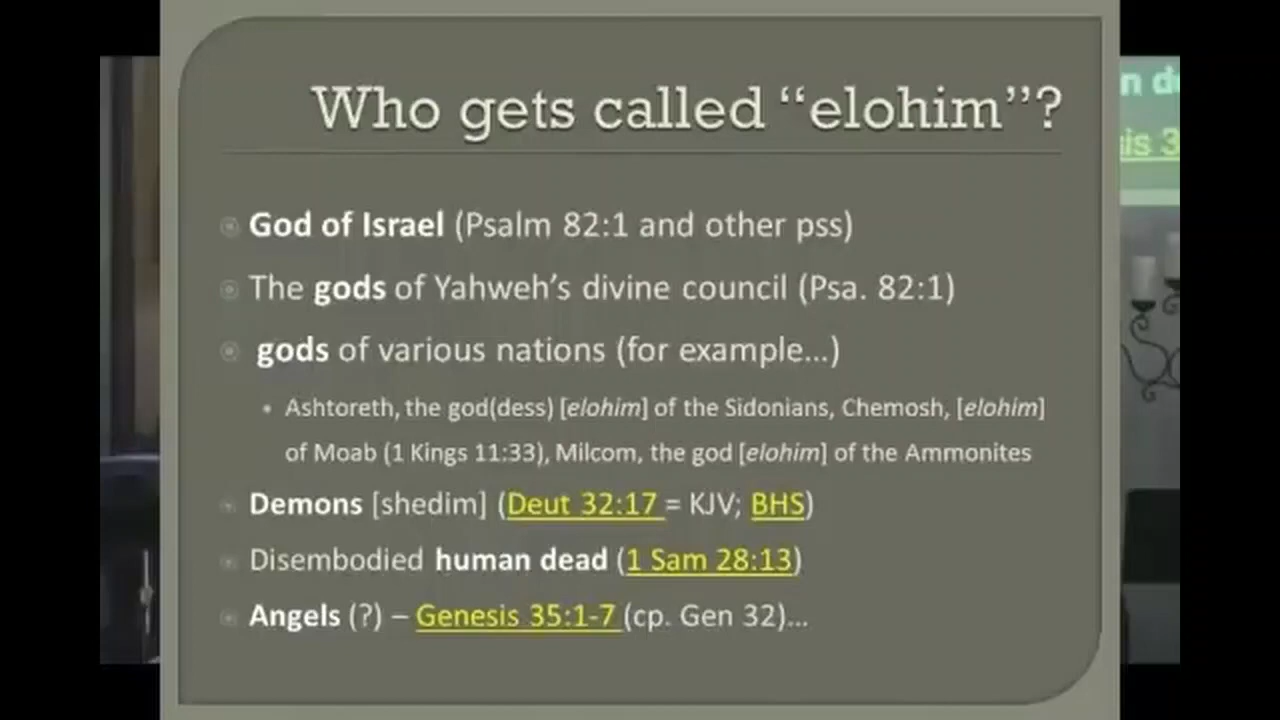 Who gets called “elohim”?
God of Israel (Psalm 82:1 and other pss)
The gods of Yahweh’s divine council (Psa. 82:1)
gods of various nations (for example…)
Ashtoreth, the god(dess) [elohim] of the Sidonians, Chemosh, [elohim]
of Moab (1 Kings 11:33), Milcom, the god [elohim] of the Ammonites
Demons [shedim] (Deut 32:17 = KJV; BHS)
Disembodied human dead (1 Sam 28:13)
Angels (?) – Genesis 35:1-7 (cp. Gen 32)…